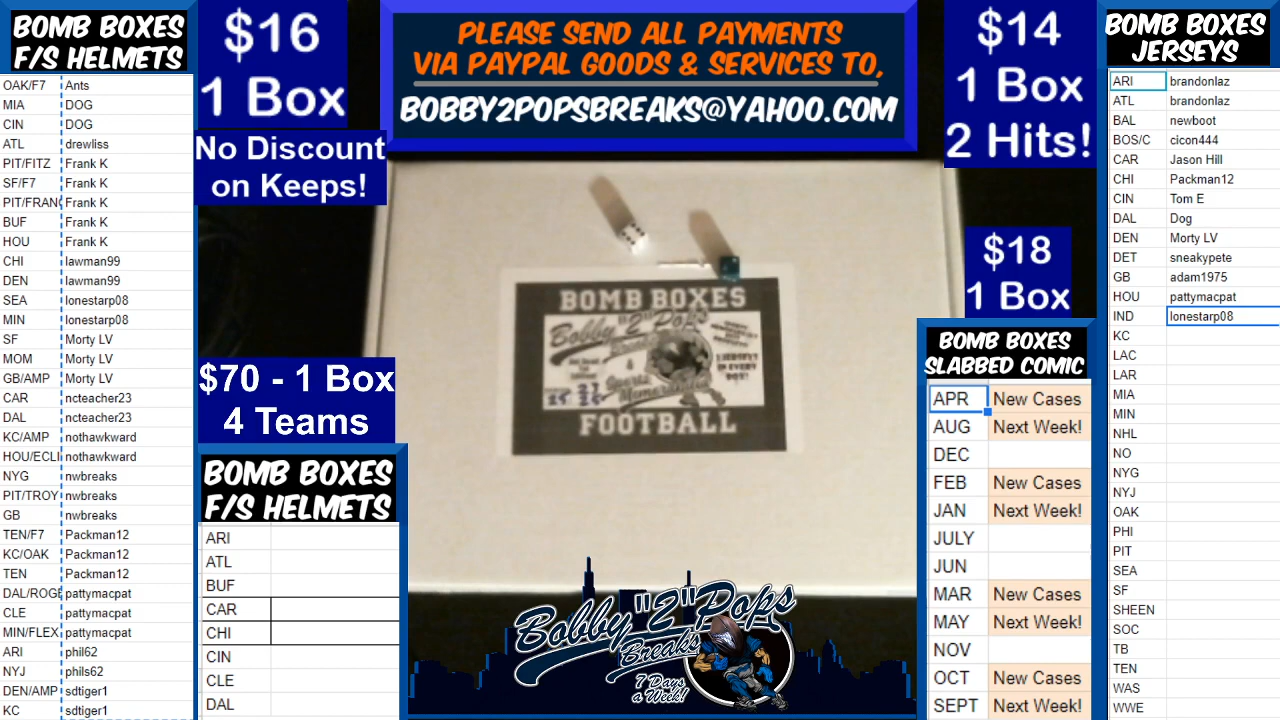 BOMB BOXES
F/S HELMETS
OAK/F7 Ants
MIA DOG
CIN DOG
ATL drewliss
PIT/FITZ Frank K
SF/F7 Frank K
PIT/FRAN Frank K
BUF Frank K
HOU Frank K
CHI lawman99
DEN lawman99
SEA lonestarp08
MIN lonestarp08
SF Morty LV
MOM Morty LV
GB/AMP Morty LV
CAR ncteacher23
DAL ncteacher23
KC/AMP nothawkward
HOU/ECLI nothawkward
NYG nwbreaks
PIT/TROY nwbreaks
GB nwbreaks
TEN/F7 Packman12
KC/OAK Packman12
TEN Packman12
DAL/ROGE pattymacpat
CLE pattymacpat
MIN/FLEX pattymacpat
ARI phil62
NYJ phils62
DEN/AMP sdtiger1
KC sdtiger1
$16
1 Box
No Discount
on Keeps!
$70 - 1 Box
4 Teams
BOMB BOXES
F/S HELMETS
ARI
ATL
BUF
CAR
CHI
CIN
CLE
DAL
PLEASE SEND ALL PAYMENTS
VIA PAYPAL GOODS & SERVICES TO,
BOBBY2POPSBREAKS@YAHOO.COM
BOMB BOXES
Bobby "2" Pops
FOOTBALL
Bobby "2" Pops
Breaks
7 Days
a Week!
$14
1 Box
2 Hits!
$18
1 Box
BOMB BOXES
SLABBED COMIC
APR New Cases
AUG Next Week!
DEC
FEB New Cases
JAN Next Week!
JULY
JUN
MAR New Cases
MAY Next Week!
NOV
OCT New Cases
SEPT Next Week!
BOMB BOXES
JERSEYS
ARI brandonlaz
ATL brandonlaz
BAL newboot
BOS/C cicon444
CAR Jason Hill
CHI Packman12
CIN Tom E
DAL Dog
DEN Morty LV
DET sneakypete
GB adam1975
HOU pattymacpat
IND lonestarp08
KC
LAC
LAR
MIA
MIN
NHL
NO
NYG
NYJ
OAK
PHI
PIT
SEA
SF
SHEEN
SOC
TB
TEN
WAS
WWE